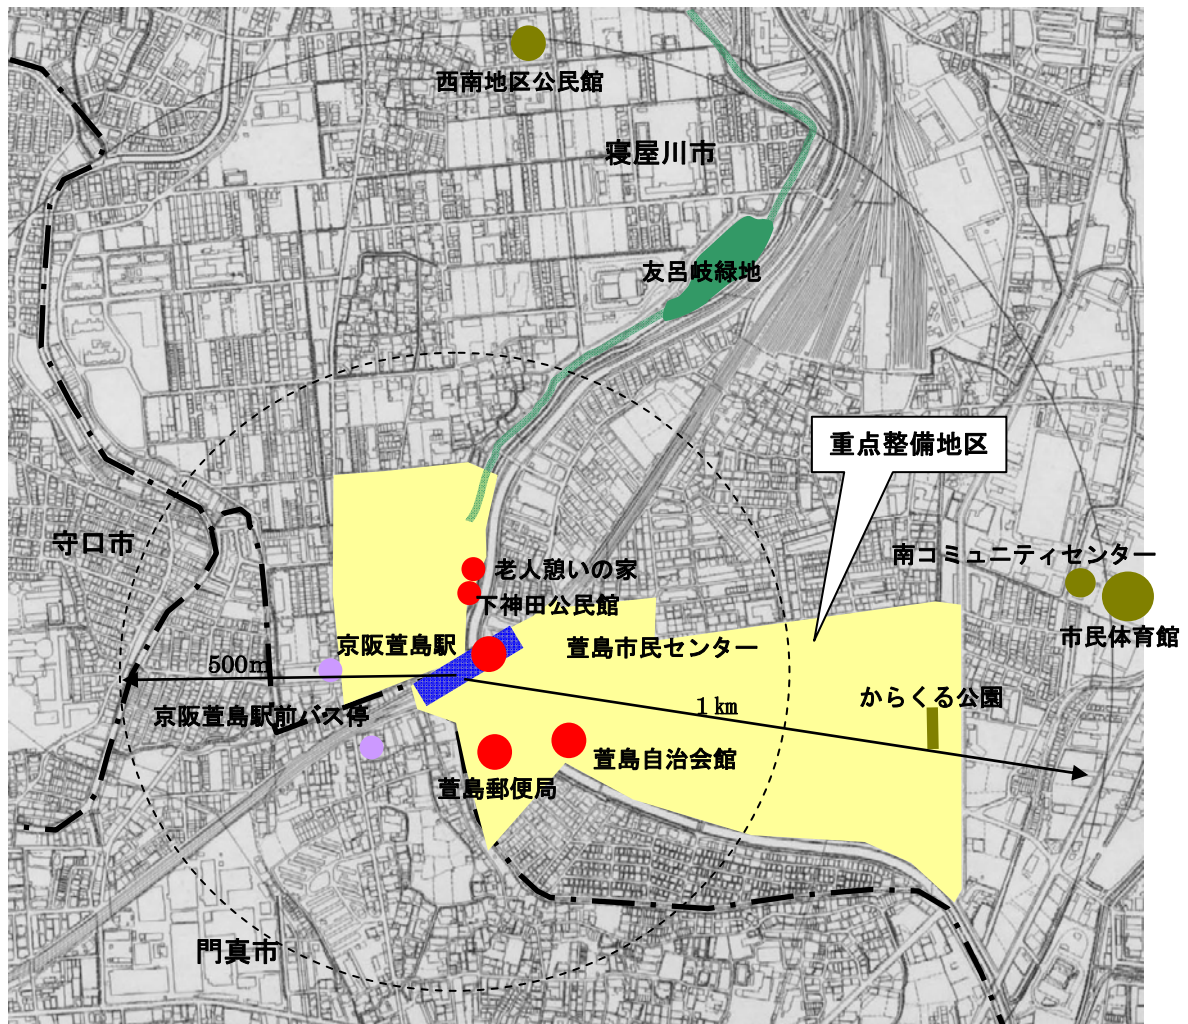 西南地区公民館
寝屋川市
友呂岐緑地
重点整備地区
守口市
南コミュニティセンター
老人憩いの家
下神田公民館
市民体育館
京阪萱島駅
萱島市民センター
500m
からくる公園
1km
京阪萱島駅前バス停
萱島自治会館
萱島郵便局
門真市